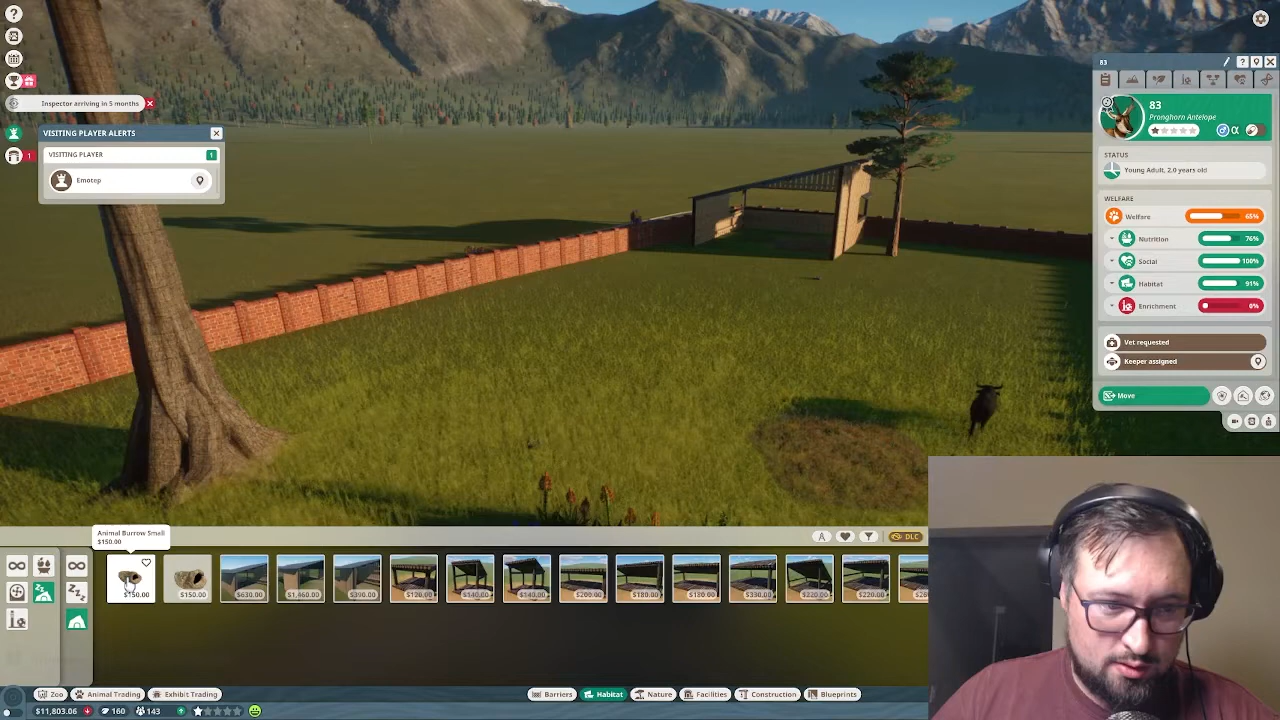 ?
Inspector arriving in 5 months
VISITING PLAYER ALERTS
VISITING PLAYER
1
Emotep
1
83
?
83
Pronghorn Antelope
α
STATUS
Young Adult, 2.0 years old
WELFARE
Welfare 65%
Nutrition 76%
Social 100%
Habitat 91%
Enrichment 0%
Vet requested
Keeper assigned
Move
Animal Burrow Small
$150.00
DLC
$150.00 $150.00 $630.00 $1,460.00 $390.00 $120.00 $140.00 $140.00 $200.00 $180.00 $180.00 $330.00 $220.00 $220.00
Zoo Animal Trading Exhibit Trading Barriers Habitat Nature Facilities Construction Blueprints
$11,803.06 160 143